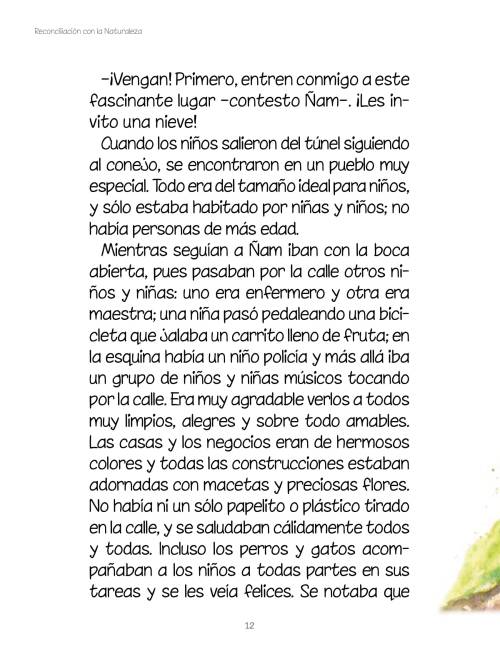 Reconciliación con la Naturaleza
–¡Vengan! Primero, entren conmigo a este
fascinante lugar –contesto Ñam–. ¡Les in-
vito una nieve!
Cuando los niños salieron del túnel siguiendo
al conejo, se encontraron en un pueblo muy
especial. Todo era del tamaño ideal para niños,
y sólo estaba habitado por niñas y niños; no
había personas de más edad.
Mientras seguían a Ñam iban con la boca
abierta, pues pasaban por la calle otros ni-
ños y niñas: uno era enfermero y otra era
maestra; una niña pasó pedaleando una bici-
cleta que jalaba un carrito lleno de fruta; en
la esquina había un niño policía y más allá iba
un grupo de niños y niñas músicos tocando
por la calle. Era muy agradable verlos a todos
muy limpios, alegres y sobre todo amables.
Las casas y los negocios eran de hermosos
colores y todas las construcciones estaban
adornadas con macetas y preciosas flores.
No había ni un sólo papelito o plástico tirado
en la calle, y se saludaban cálidamente todos
y todas. Incluso los perros y gatos acom-
pañaban a los niños a todas partes en sus
tareas y se les veía felices. Se notaba que
12